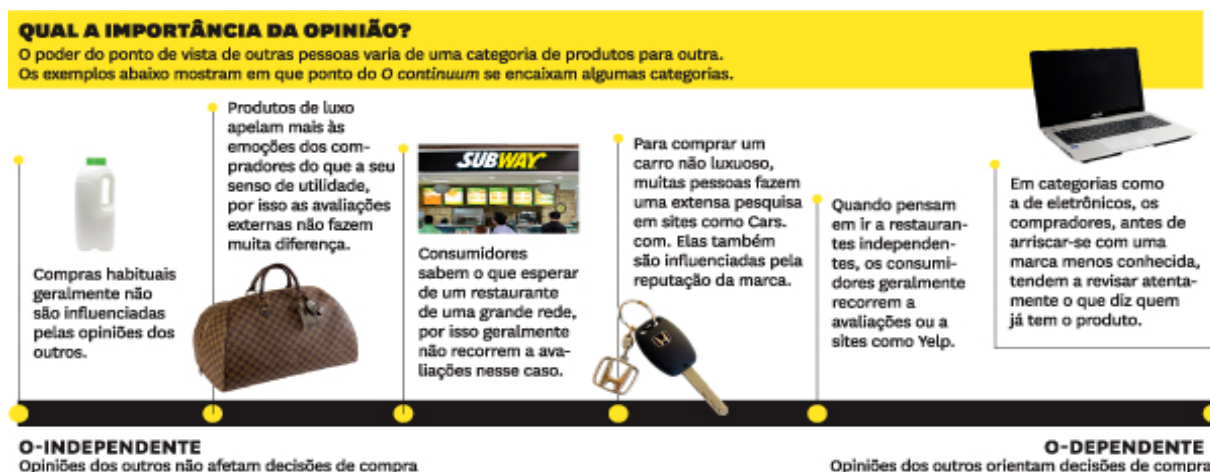 QUAL A IMPORTÂNCIA DA OPINIÃO?
O poder do ponto de vista de outras pessoas varia de uma categoria de produtos para outra.
Os exemplos abaixo mostram em que ponto do O continuum se encaixam algumas categorias.
Compras habituais
geralmente não
são influenciadas
pelas opiniões dos
outros.
Produtos de luxo
apelam mais às
emoções dos com-
pradores do que a seu
senso de utilidade,
por isso as avaliações
externas não fazem
muita diferença.
SUBWAY
Consumidores
sabem o que esperar
de um restaurante
de uma grande rede,
por isso geralmente
não recorrem a ava-
liações nesse caso.
Para comprar um
carro não luxuoso,
muitas pessoas fazem
uma extensa pesquisa
em sites como Cars.
com. Elas também
são influenciadas pela
reputação da marca.
Quando pensam
em ir a restauran-
tes independen-
tes, os consumi-
dores geralmente
recorrem a
avaliações ou a
sites como Yelp.
Em categorias como
a de eletrônicos, os
compradores, antes de
arriscar-se com uma
marca menos conhecida,
tendem a revisar atenta-
mente o que diz quem
já tem o produto.
O-INDEPENDENTE
Opiniões dos outros não afetam decisões de compra
O-DEPENDENTE
Opiniões dos outros orientam decisões de compra